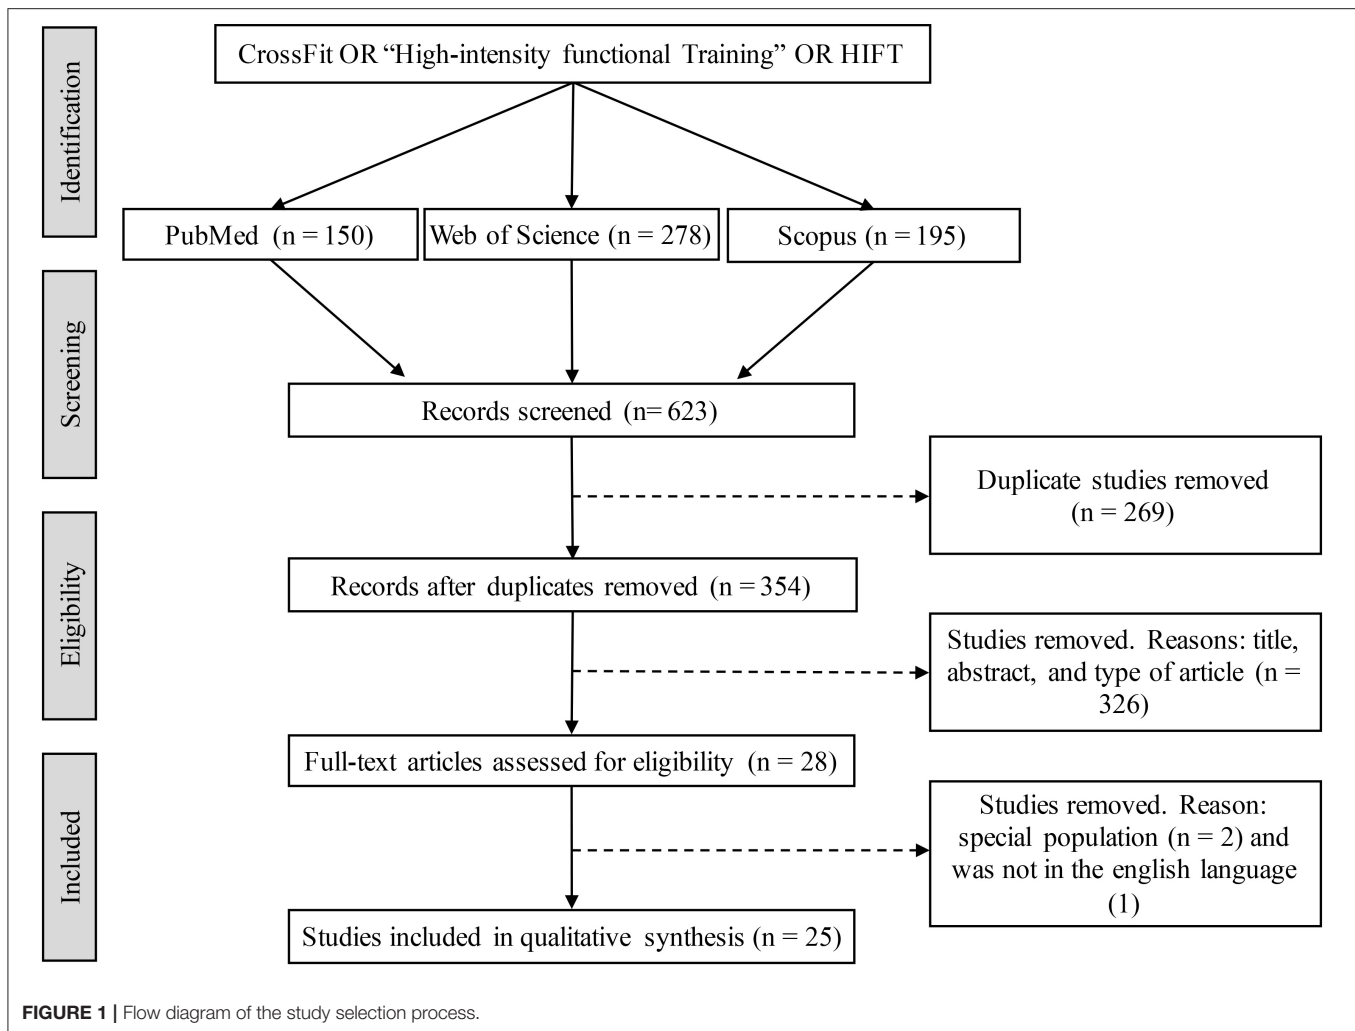 Identification
CrossFit OR “High-intensity functional Training” OR HIFT
PubMed (n = 150)
Web of Science (n = 278)
Scopus (n = 195)
Screening
Records screened (n= 623)
Duplicate studies removed
(n = 269)
Eligibility
Records after duplicates removed (n = 354)
Studies removed. Reasons: title,
abstract, and type of article (n =
326)
Full-text articles assessed for eligibility (n = 28)
Included
Studies removed. Reason:
special population (n = 2) and
was not in the english language
(1)
Studies included in qualitative synthesis (n = 25)
FIGURE 1 | Flow diagram of the study selection process.